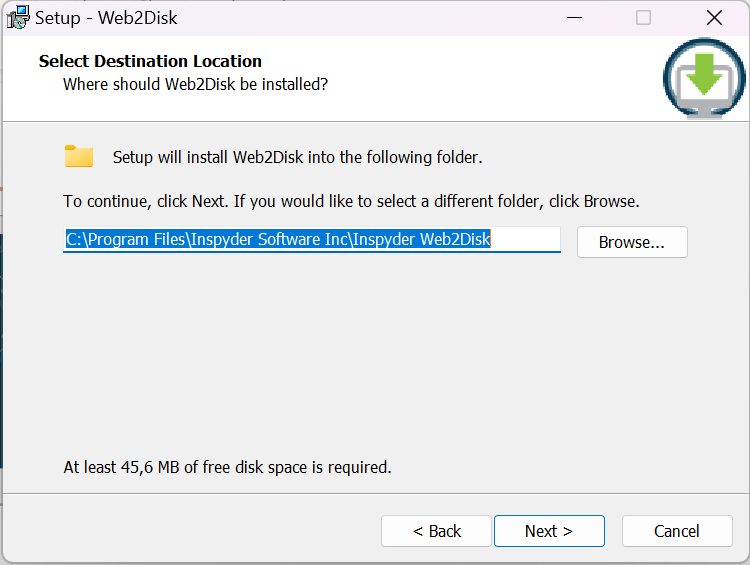 Setup - Web2Disk
Select Destination Location
Where should Web2Disk be installed?
Setup will install Web2Disk into the following folder.
To continue, click Next. If you would like to select a different folder, click Browse.
C:\Program Files\Inspyder Software Inc\Inspyder Web2Disk
Browse...
At least 45,6 MB of free disk space is required.
< Back
Next >
Cancel